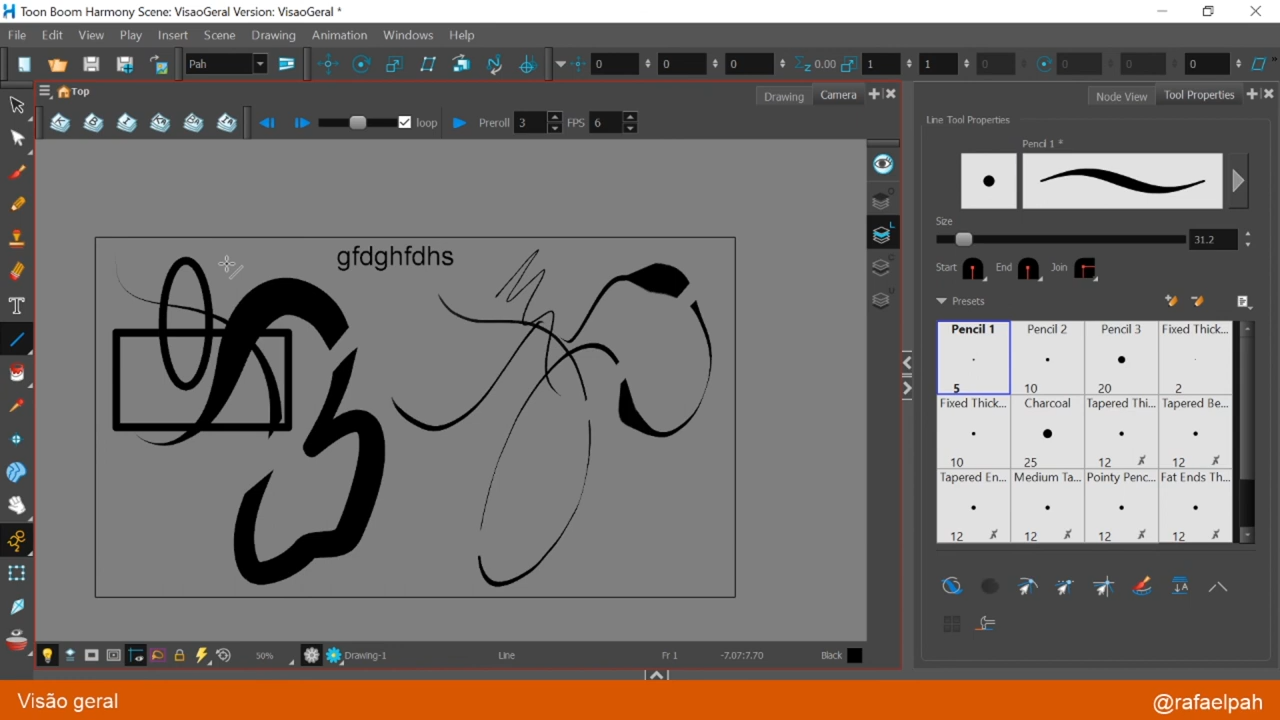 Toon Boom Harmony Scene: VisaoGeral Version: VisaoGeral *
File Edit View Play Insert Scene Drawing Animation Windows Help
Pah 0 0 0 0.00 1 1 0 0 0 0
Top Drawing Camera Node View Tool Properties
loop Preroll 3 FPS 6
Line Tool Properties
Pencil 1 *
Size
31.2
Start End Join
Presets
Pencil 1 Pencil 2 Pencil 3 Fixed Thick...
5 10 20 2
Fixed Thick... Charcoal Tapered Thi... Tapered Be...
10 25 12 12
Tapered En... Medium Ta... Pointy Penc... Fat Ends Th...
12 12 12 12
gfdghfdhs
50% Drawing-1 Line Fr 1 -7.07:7.70 Black
Visão geral
@rafaelpah